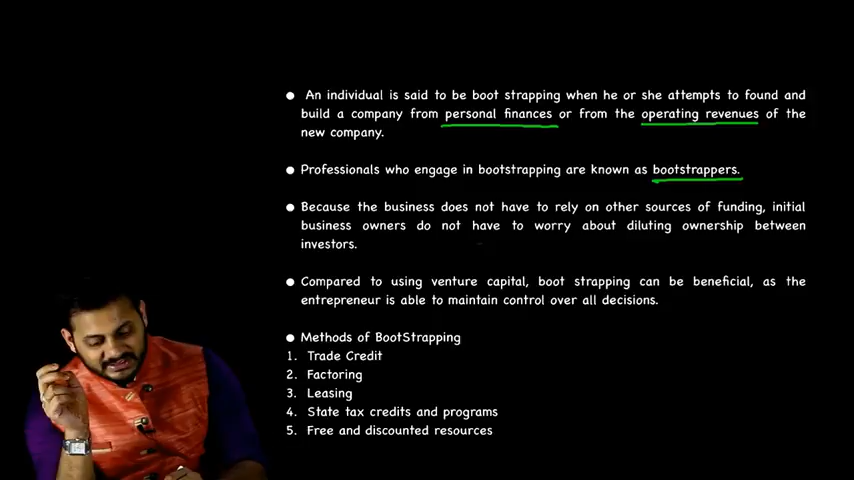 ● An individual is said to be boot strapping when he or she attempts to found and
build a company from personal finances or from the operating revenues of the
new company.
● Professionals who engage in bootstrapping are known as bootstrappers.
● Because the business does not have to rely on other sources of funding, initial
business owners do not have to worry about diluting ownership between
investors.
● Compared to using venture capital, boot strapping can be beneficial, as the
entrepreneur is able to maintain control over all decisions.
● Methods of BootStrapping
1. Trade Credit
2. Factoring
3. Leasing
4. State tax credits and programs
5. Free and discounted resources